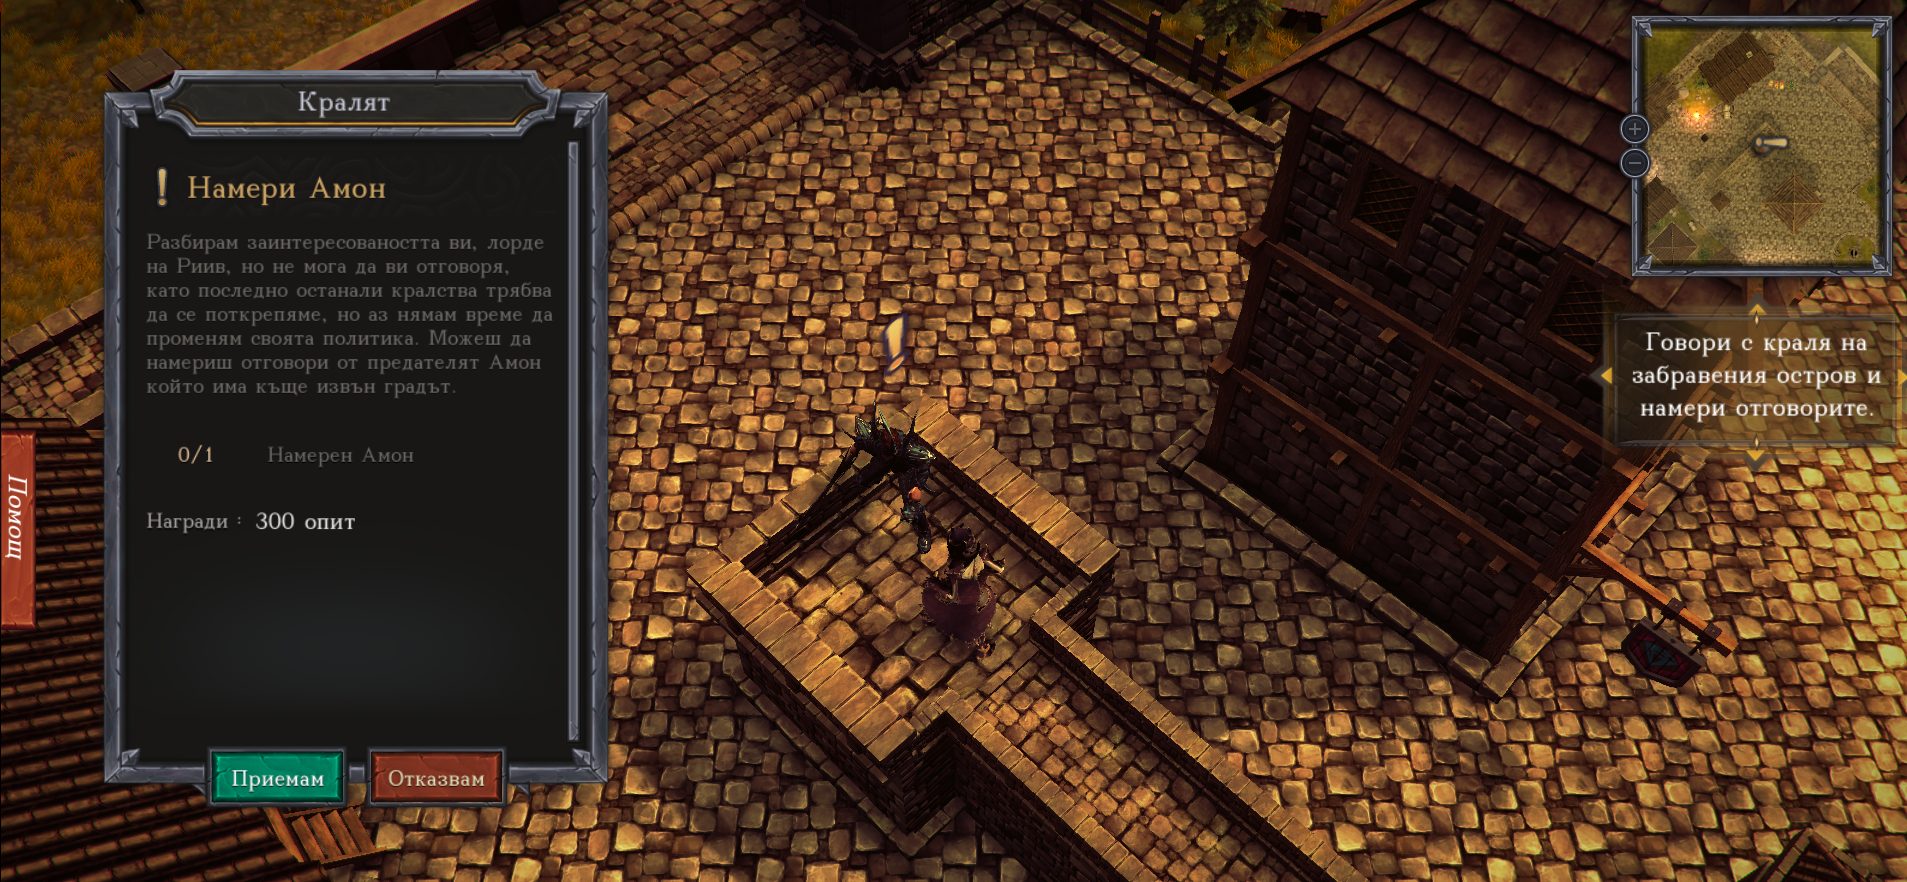 Кралят
Намери Амон
Разбирам заинтересоваността ви, лорде
на Риив, но не мога да ви отговоря,
като последно останали кралства трябва
да се поткрепяме, но аз нямам време да
променям своята политика. Можеш да
намериш отговори от предателят Амон
който има къще извън градът.
0/1 Намерен Амон
Награди : 300 опит
Приемам
Отказвам
Помощ
Говори с краля на
забравения остров и
намери отговорите.